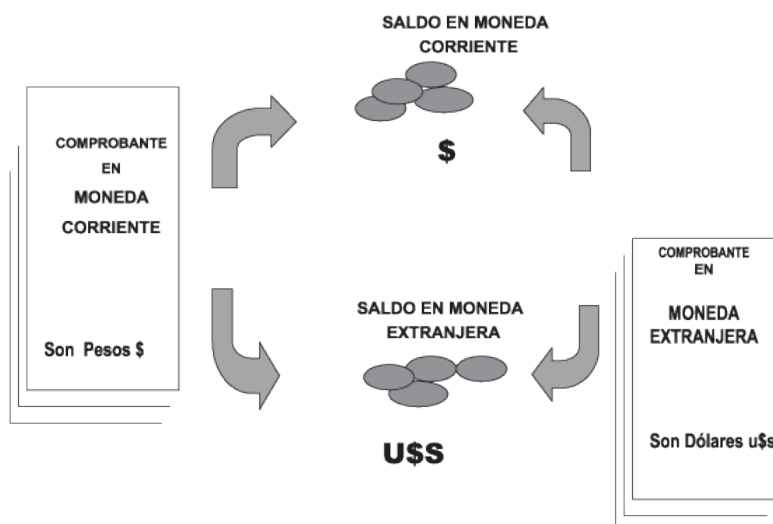 SALDO EN MONEDA
CORRIENTE
$
COMPROBANTE
EN
MONEDA
CORRIENTE
Son Pesos $
SALDO EN MONEDA
EXTRANJERA
U$S
COMPROBANTE
EN
MONEDA
EXTRANJERA
Son Dólares u$s